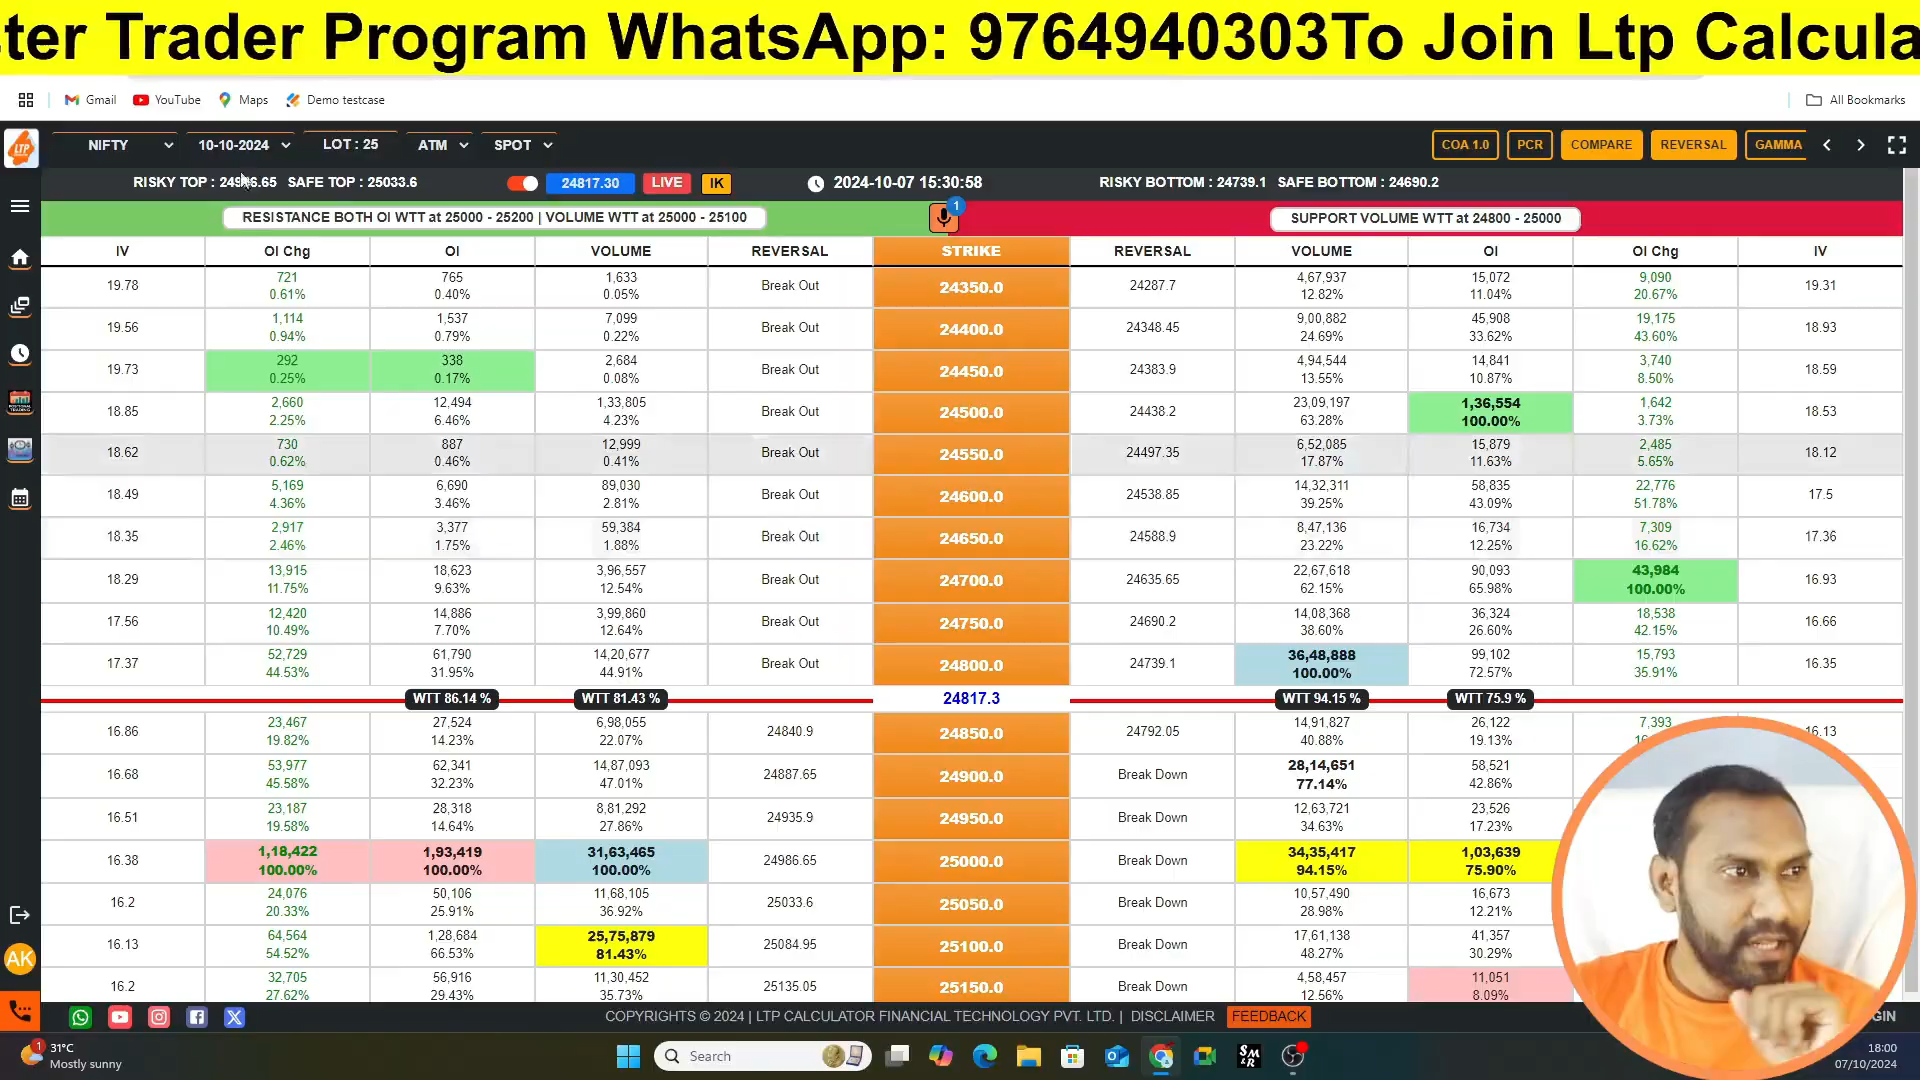 ter Trader Program WhatsApp: 9764940303To Join Ltp Calcula
Gmail YouTube Maps Demo testcase All Bookmarks
NIFTY 10-10-2024 LOT : 25 ATM SPOT COA 1.0 PCR COMPARE REVERSAL GAMMA
RISKY TOP : 24986.65 SAFE TOP : 25033.6 24817.30 LIVE IK 2024-10-07 15:30:58 RISKY BOTTOM : 24739.1 SAFE BOTTOM : 24690.2
RESISTANCE BOTH OI WTT at 25000 - 25200 | VOLUME WTT at 25000 - 25100 1 SUPPORT VOLUME WTT at 24800 - 25000
IV OI Chg OI VOLUME REVERSAL STRIKE REVERSAL VOLUME OI OI Chg IV
721 765 1,633 4,67,937 15,072 9,090
19.78 Break Out 24350.0 24287.7 19.31
0.61% 0.40% 0.05% 12.82% 11.04% 20.67%
1,114 1,537 7,099 9,00,882 45,908 19,175
19.56 Break Out 24400.0 24348.45 18.93
0.94% 0.79% 0.22% 24.69% 33.62% 43.60%
292 338 2,684 4,94,544 14,841 3,740
19.73 Break Out 24450.0 24383.9 18.59
0.25% 0.17% 0.08% 13.55% 10.87% 8.50%
2,660 12,494 1,33,805 23,09,197 1,36,554 1,642
18.85 Break Out 24500.0 24438.2 18.53
2.25% 6.46% 4.23% 63.28% 100.00% 3.73%
730 887 12,999 6,52,085 15,879 2,485
18.62 Break Out 24550.0 24497.35 18.12
0.62% 0.46% 0.41% 17.87% 11.63% 5.65%
5,169 6,690 89,030 14,32,311 58,835 22,776
18.49 Break Out 24600.0 24538.85 17.5
4.36% 3.46% 2.81% 39.25% 43.09% 51.78%
2,917 3,377 59,384 8,47,136 16,734 7,309
18.35 Break Out 24650.0 24588.9 17.36
2.46% 1.75% 1.88% 23.22% 12.25% 16.62%
13,915 18,623 3,96,557 22,67,618 90,093 43,984
18.29 Break Out 24700.0 24635.65 16.93
11.75% 9.63% 12.54% 62.15% 65.98% 100.00%
12,420 14,886 3,99,860 14,08,368 36,324 18,538
17.56 Break Out 24750.0 24690.2 16.66
10.49% 7.70% 12.64% 38.60% 26.60% 42.15%
52,729 61,790 14,20,677 36,48,888 99,102 15,793
17.37 Break Out 24800.0 24739.1 16.35
44.53% 31.95% 44.91% 100.00% 72.57% 35.91%
WTT 86.14 % WTT 81.43 % 24817.3 WTT 94.15 % WTT 75.9 %
23,467 27,524 6,98,055 14,91,827 26,122 7,393
16.86 24840.9 24850.0 24792.05 16.13
19.82% 14.23% 22.07% 40.88% 19.13%
53,977 62,341 14,87,093 28,14,651 58,521
16.68 24887.65 24900.0 Break Down
45.58% 32.23% 47.01% 77.14% 42.86%
23,187 28,318 8,81,292 12,63,721 23,526
16.51 24935.9 24950.0 Break Down
19.58% 14.64% 27.86% 34.63% 17.23%
1,18,422 1,93,419 31,63,465 34,35,417 1,03,639
16.38 24986.65 25000.0 Break Down
100.00% 100.00% 100.00% 94.15% 75.90%
24,076 50,106 11,68,105 10,57,490 16,673
16.2 25033.6 25050.0 Break Down
20.33% 25.91% 36.92% 28.98% 12.21%
64,564 1,28,684 25,75,879 17,61,138 41,357
16.13 25084.95 25100.0 Break Down
54.52% 66.53% 81.43% 48.27% 30.29%
32,705 56,916 11,30,452 4,58,457 11,051
16.2 25135.05 25150.0 Break Down
27.62% 29.43% 35.73% 12.56% 8.09%
LTP
AK
COPYRIGHTS © 2024 | LTP CALCULATOR FINANCIAL TECHNOLOGY PVT. LTD. | DISCLAIMER FEEDBACK GIN
1 31°C
Mostly sunny
Search
SM
&R
18:00
07/10/2024